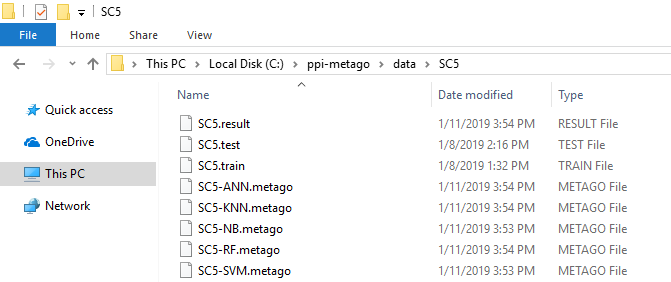 SC5
File Home Share View
This PC Local Disk (C:) ppi-metago data SC5
Quick access
OneDrive
This PC
Network
Name Date modified Type
SC5.result 1/11/2019 3:54 PM RESULT File
SC5.test 1/8/2019 2:16 PM TEST File
SC5.train 1/8/2019 1:32 PM TRAIN File
SC5-ANN.metago 1/11/2019 3:54 PM METAGO File
SC5-KNN.metago 1/11/2019 3:54 PM METAGO File
SC5-NB.metago 1/11/2019 3:53 PM METAGO File
SC5-RF.metago 1/11/2019 3:54 PM METAGO File
SC5-SVM.metago 1/11/2019 3:53 PM METAGO File